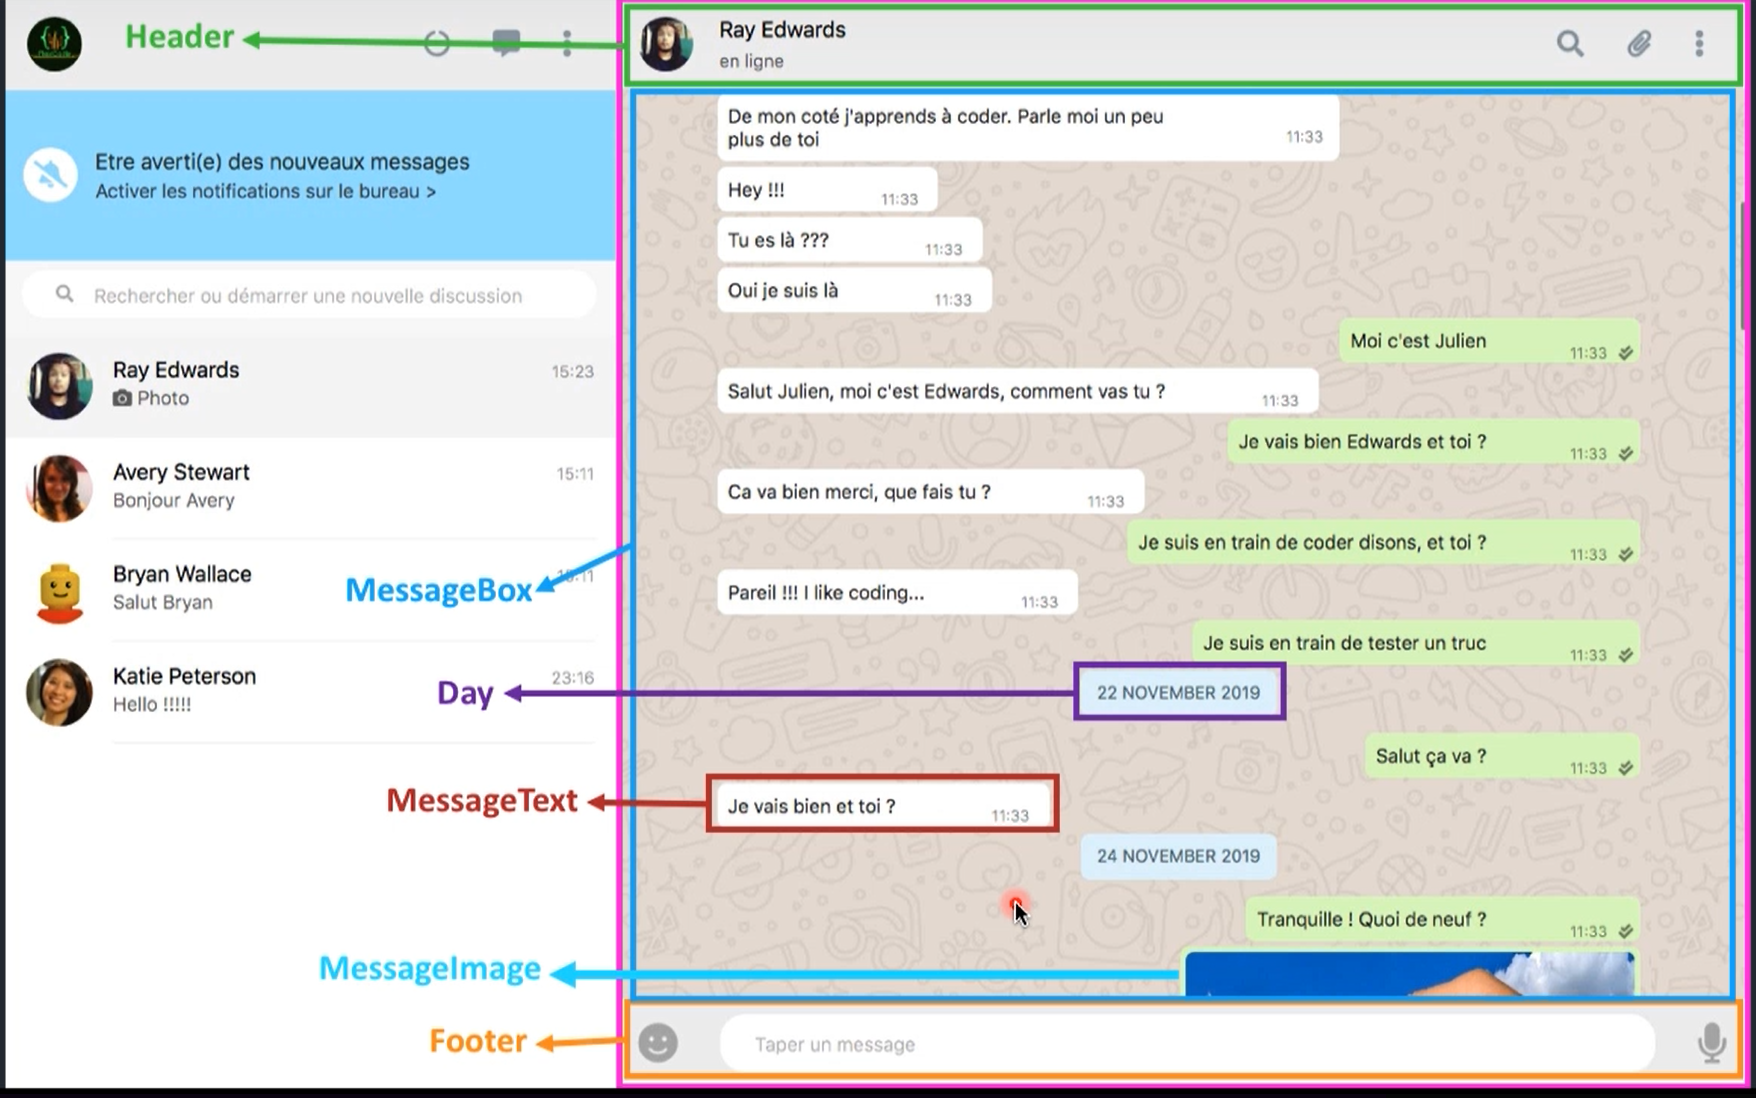 Header
Etre averti(e) des nouveaux messages
Activer les notifications sur le bureau >
Rechercher ou démarrer une nouvelle discussion
Ray Edwards
15:23
Photo
Avery Stewart
15:11
Bonjour Avery
Bryan Wallace
Salut Bryan
MessageBox
Katie Peterson
23:16
Hello !!!!!
Day
MessageText
MessageImage
Footer
Ray Edwards
en ligne
De mon coté j'apprends à coder. Parle moi un peu
plus de toi
11:33
Hey !!!
11:33
Tu es là ???
11:33
Oui je suis là
11:33
Moi c'est Julien
11:33
Salut Julien, moi c'est Edwards, comment vas tu ?
11:33
Je vais bien Edwards et toi ?
11:33
Ca va bien merci, que fais tu ?
11:33
Je suis en train de coder disons, et toi ?
11:33
Pareil !!! I like coding...
11:33
Je suis en train de tester un truc
11:33
22 NOVEMBER 2019
Salut ça va ?
11:33
Je vais bien et toi ?
11:33
24 NOVEMBER 2019
Tranquille ! Quoi de neuf ?
11:33
Taper un message